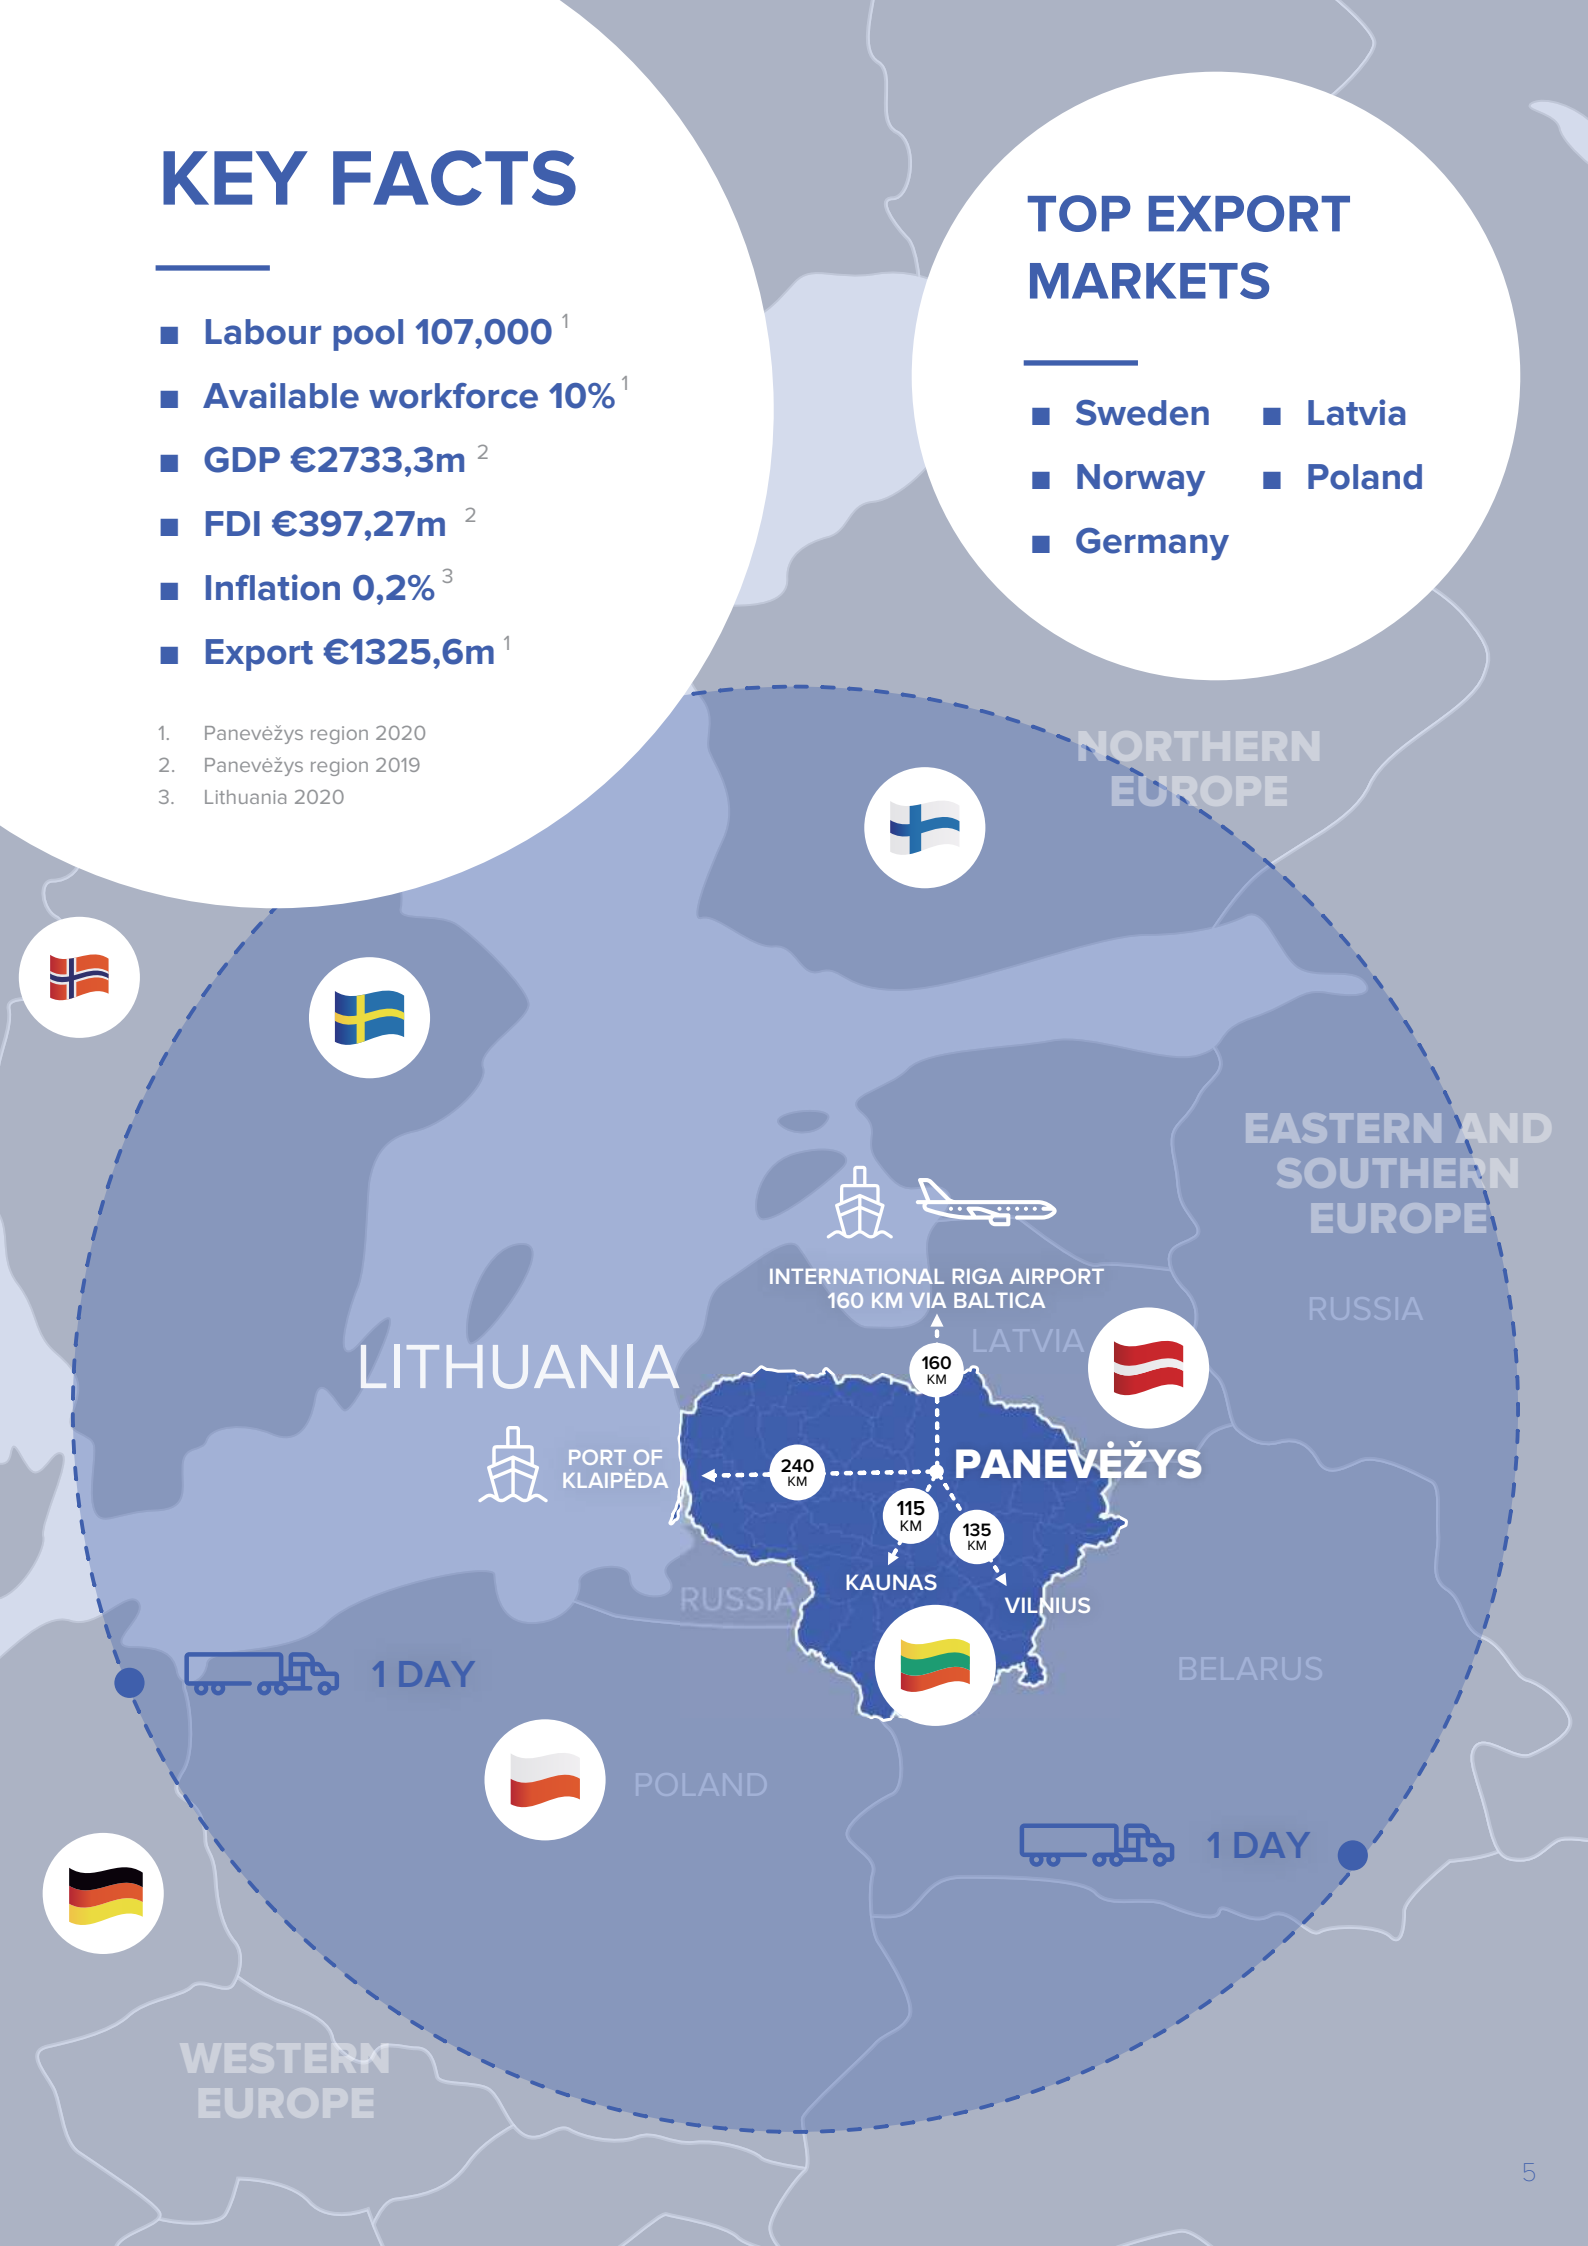 KEY FACTS
■ Labour pool 107,000 1
■ Available workforce 10% 1
■ GDP €2733,3m 2
■ FDI €397,27m 2
■ Inflation 0,2% 3
■ Export €1325,6m 1
1. Panevėžys region 2020
2. Panevėžys region 2019
3. Lithuania 2020
TOP EXPORT
MARKETS
■ Sweden
■ Norway
■ Germany
■ Latvia
■ Poland
NORTHERN
EUROPE
EASTERN AND
SOUTHERN
EUROPE
INTERNATIONAL RIGA AIRPORT
160 KM VIA BALTICA
RUSSIA
LATVIA
LITHUANIA
160
KM
PORT OF
KLAIPĖDA
240
KM
PANEVĖŽYS
115
KM
135
KM
KAUNAS
VILNIUS
RUSSIA
BELARUS
1 DAY
POLAND
1 DAY
WESTERN
EUROPE
5